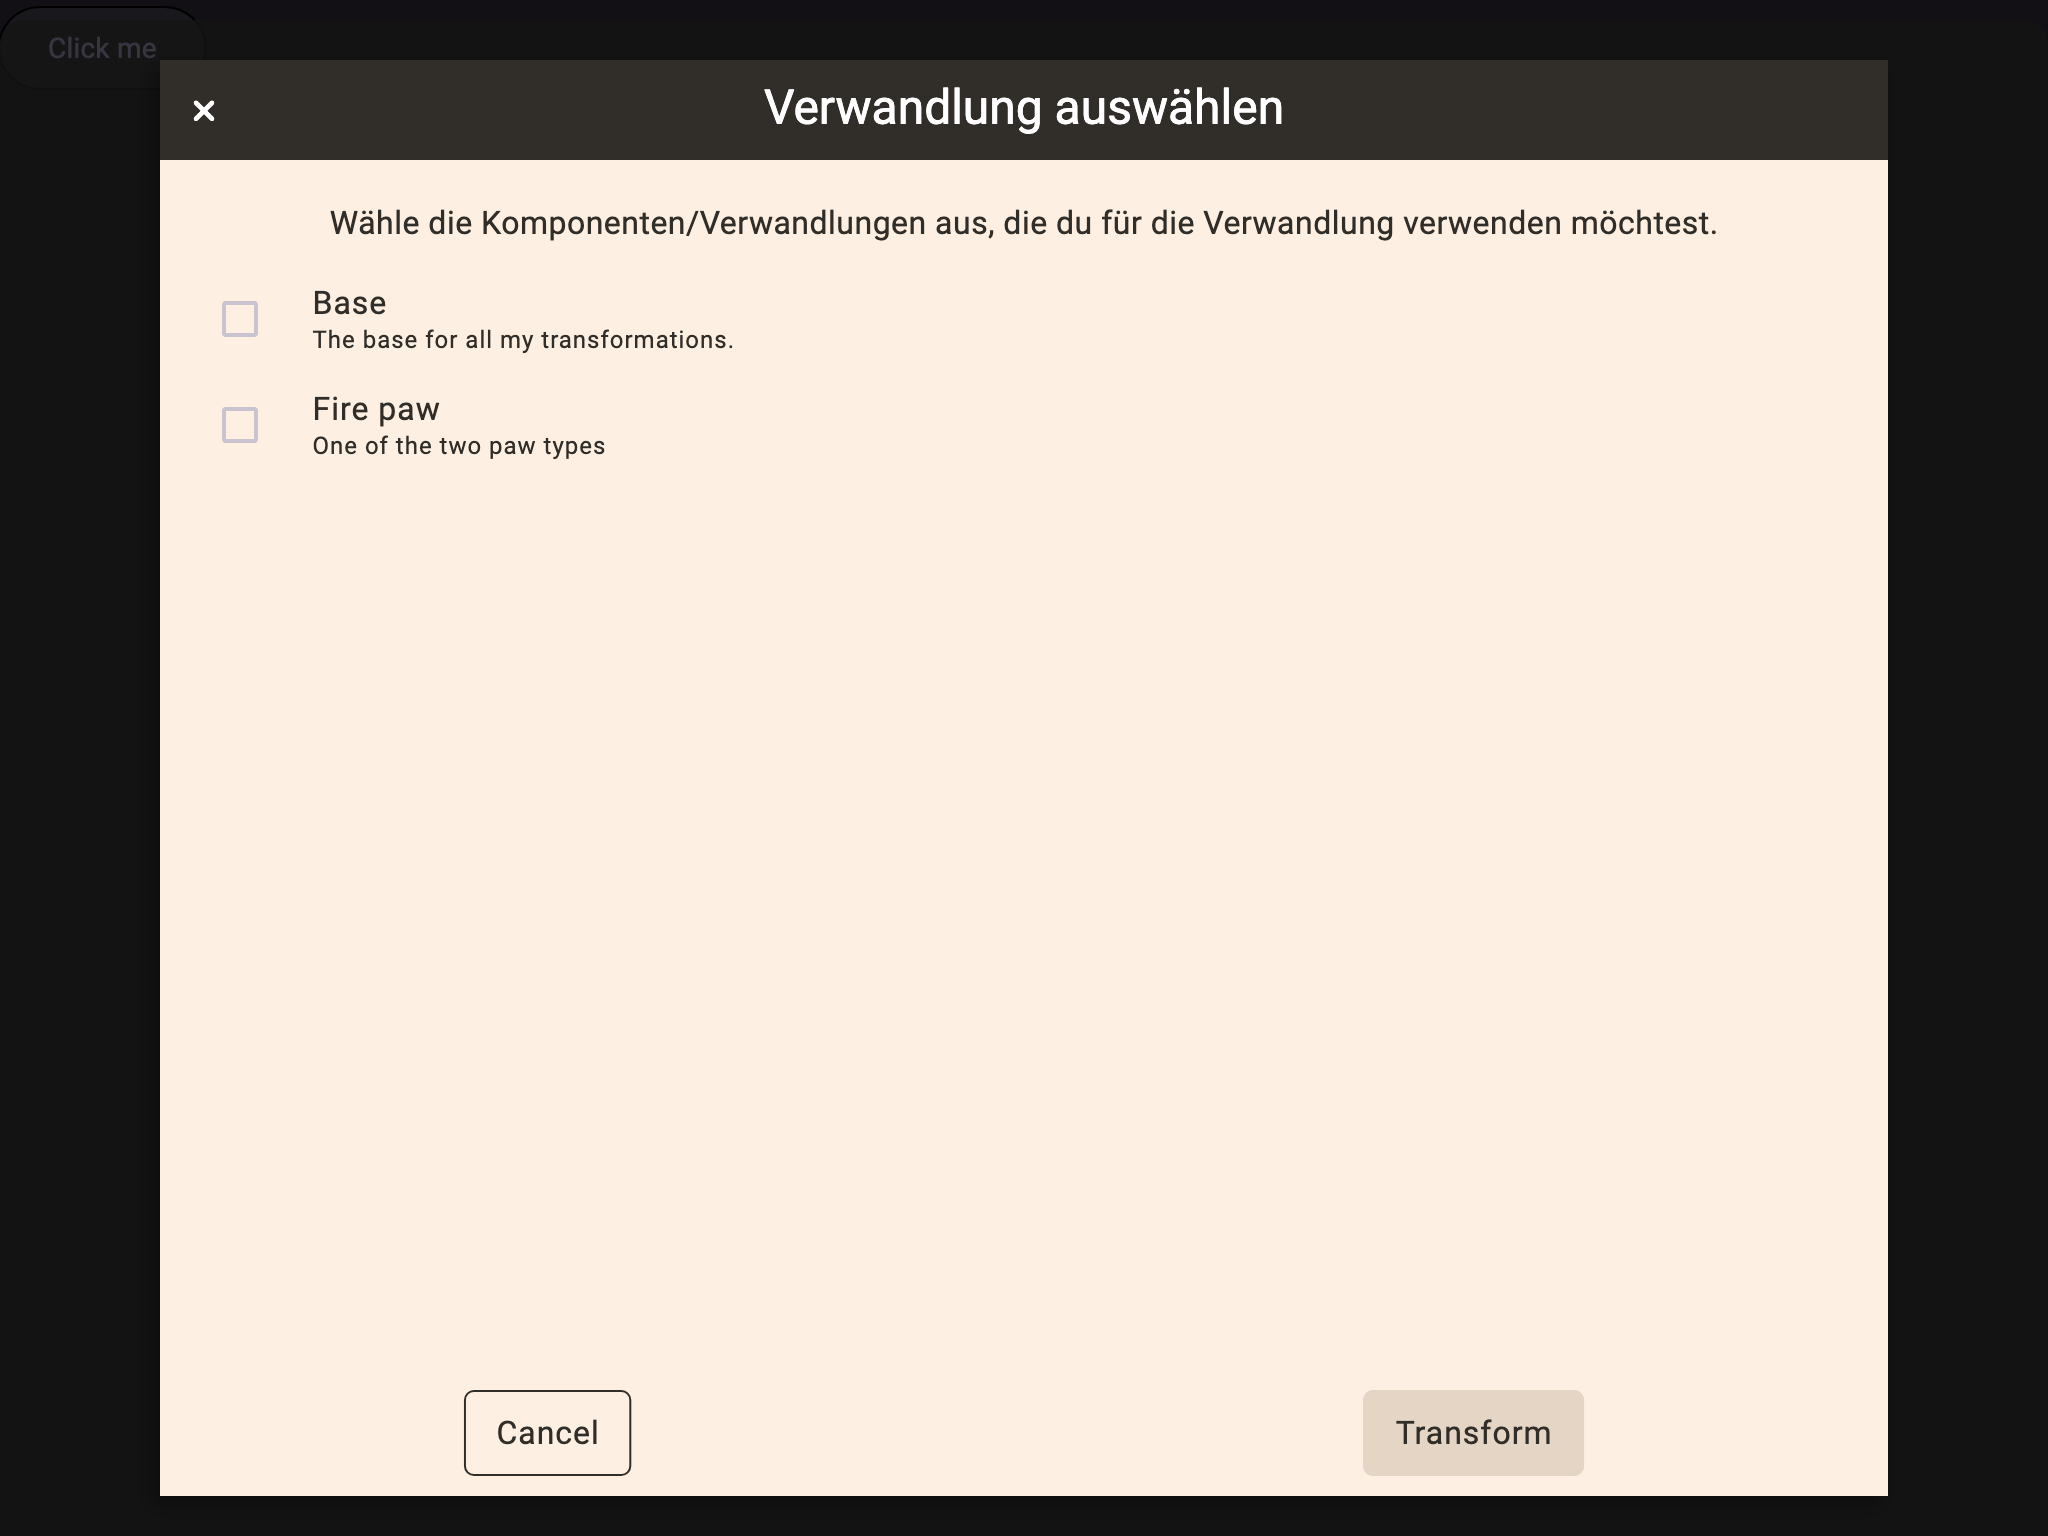 Click me
Verwandlung auswählen
Wähle die Komponenten/Verwandlungen aus, die du für die Verwandlung verwenden möchtest.
Base
The base for all my transformations.
Fire paw
One of the two paw types
Cancel
Transform